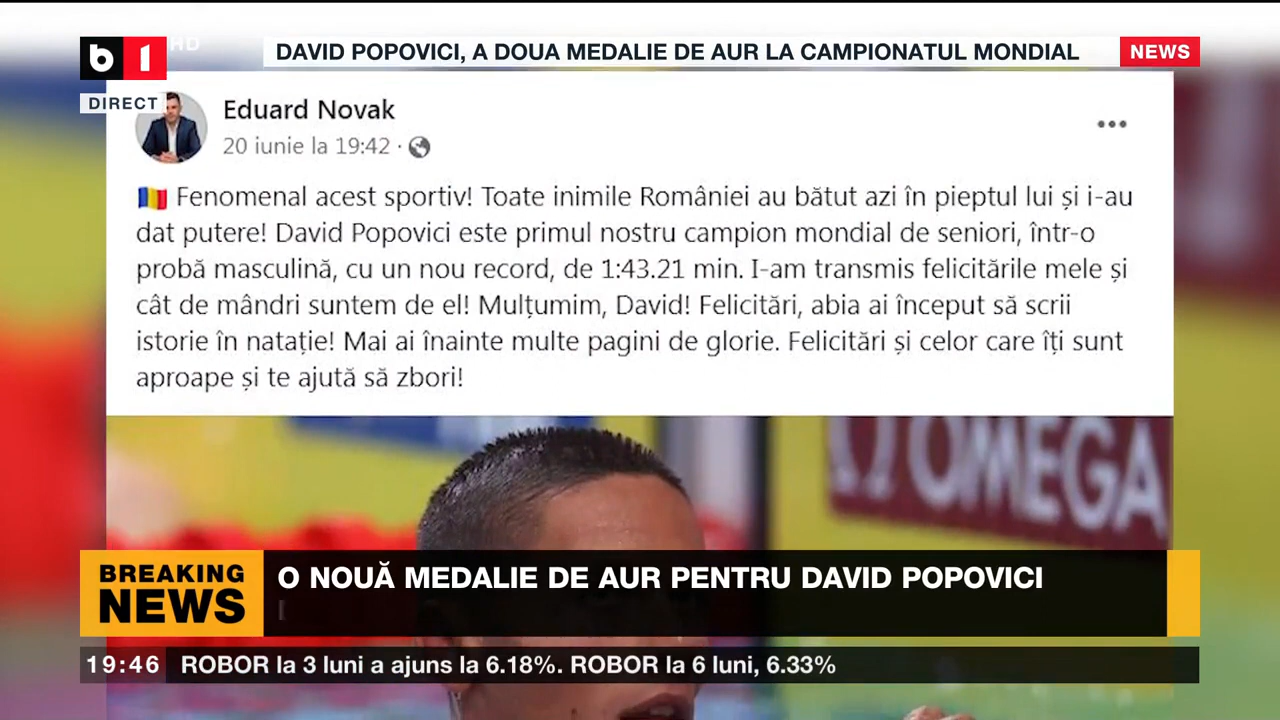 b1
HD
DAVID POPOVICI, A DOUA MEDALIE DE AUR LA CAMPIONATUL MONDIAL
NEWS
DIRECT
Eduard Novak
20 iunie la 19:42 ·
🇷🇴 Fenomenal acest sportiv! Toate inimile României au bătut azi în pieptul lui și i-au
dat putere! David Popovici este primul nostru campion mondial de seniori, într-o
probă masculină, cu un nou record, de 1:43.21 min. I-am transmis felicitările mele și
cât de mândri suntem de el! Mulțumim, David! Felicitări, abia ai început să scrii
istorie în natație! Mai ai înainte multe pagini de glorie. Felicitări și celor care îți sunt
aproape și te ajută să zbori!
OMEGA
BREAKING
NEWS
O NOUĂ MEDALIE DE AUR PENTRU DAVID POPOVICI
19:46 ROBOR la 3 luni a ajuns la 6.18%. ROBOR la 6 luni, 6.33%